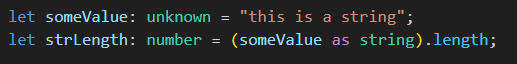 let someValue: unknown = "this is a string";
let strLength: number = (someValue as string).length;